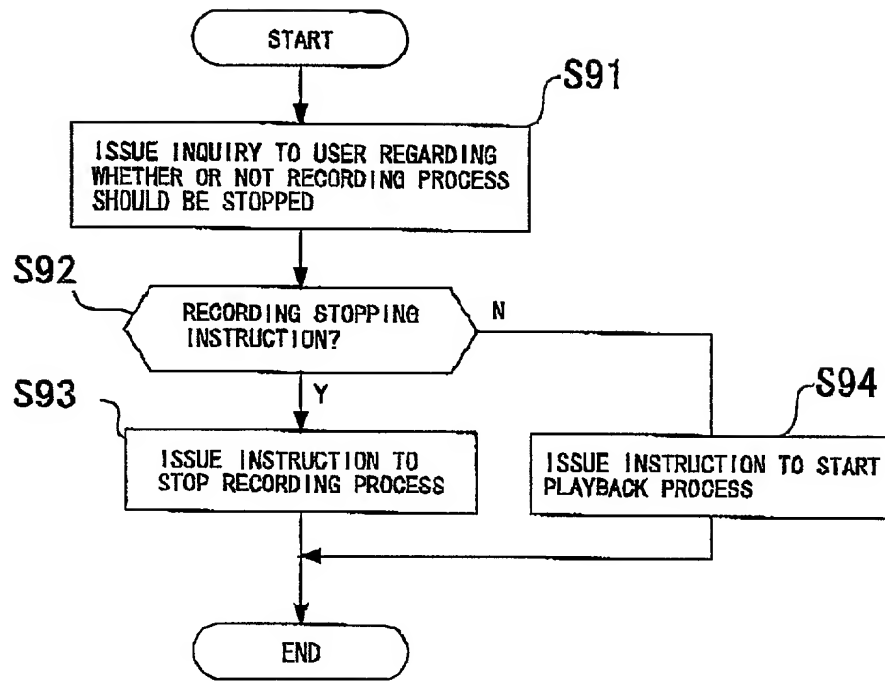 START
S91
ISSUE INQUIRY TO USER REGARDING
WHETHER OR NOT RECORDING PROCESS
SHOULD BE STOPPED
S92
RECORDING STOPPING
INSTRUCTION?
N
Y
S93
ISSUE INSTRUCTION TO
STOP RECORDING PROCESS
S94
ISSUE INSTRUCTION TO START
PLAYBACK PROCESS
END